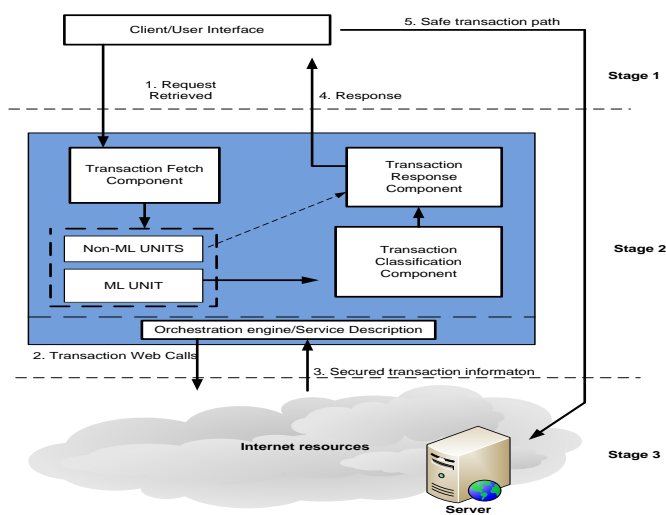 5. Safe transaction path
Client/User Interface
Stage 1
1. Request
Retrieved
4. Response
Transaction Fetch
Component
Transaction
Response
Component
Non-ML UNITS
ML UNIT
Transaction
Classification
Component
Stage 2
Orchestration engine/Service Description
2. Transaction Web Calls
3. Secured transaction informaton
Internet resources
Stage 3
Server